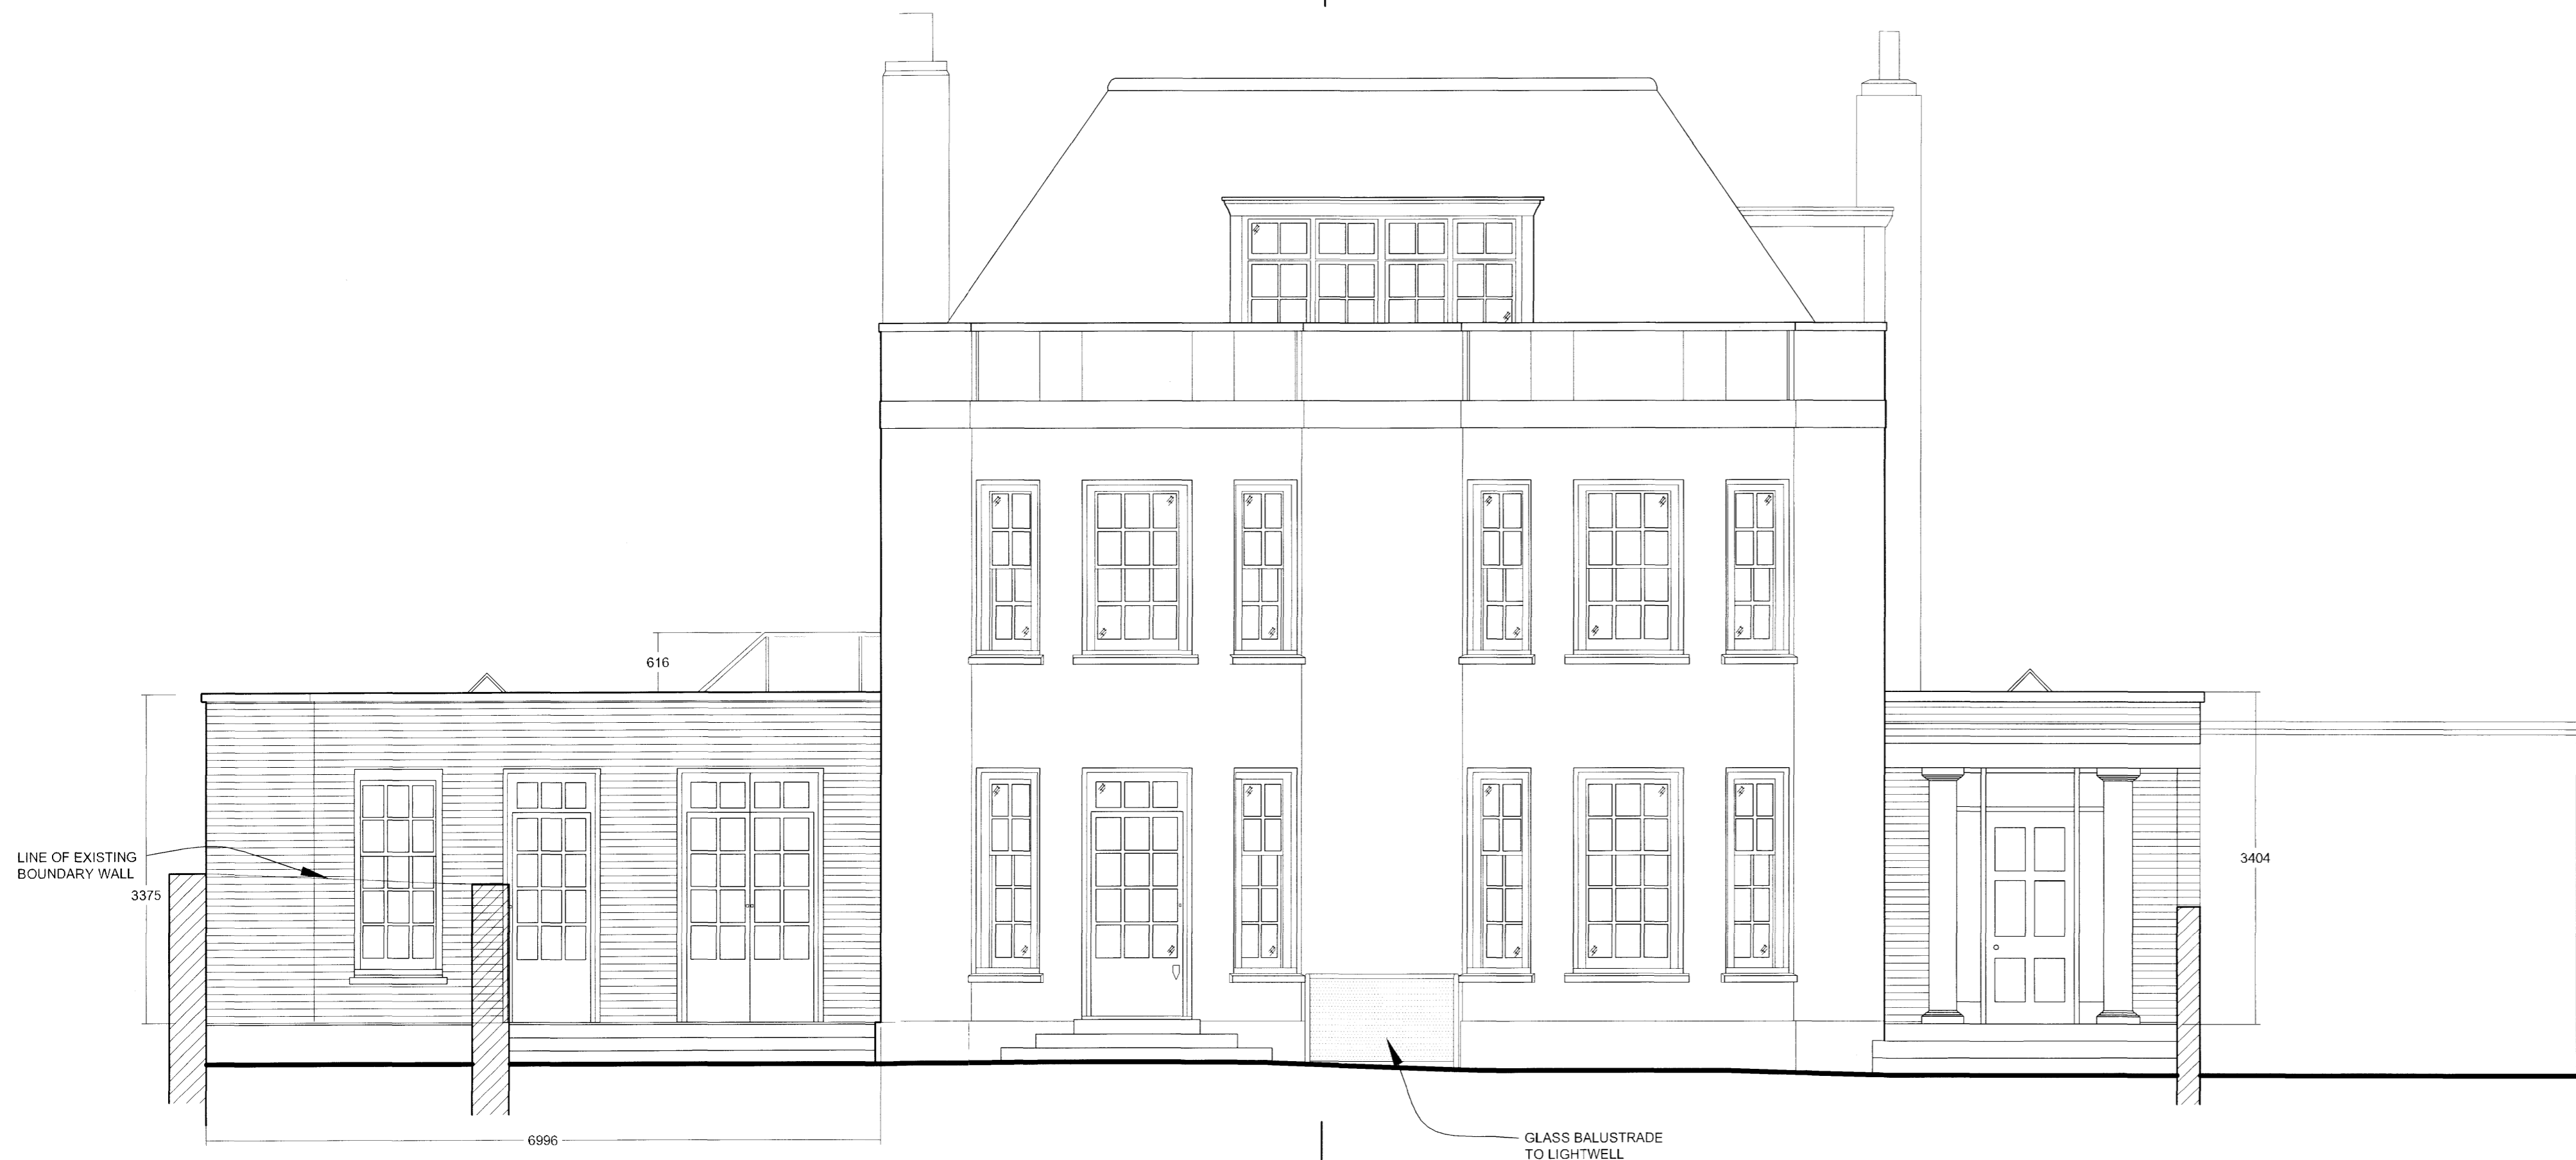 616
LINE OF EXISTING
BOUNDARY WALL
3375
3404
6996
GLASS BALUSTRADE
TO LIGHTWELL